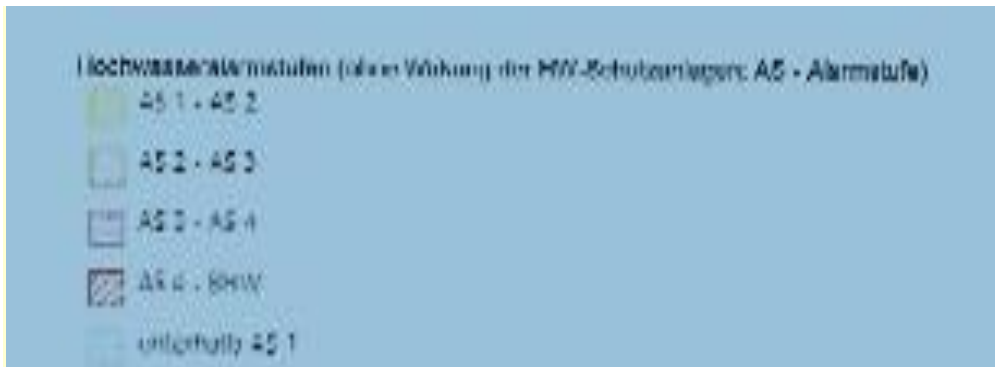 Hochwasseralarmstufen (ohne Wirkung der HW-Schutzanlagen; AS - Alarmstufe)
AS 1 - AS 2
AS 2 - AS 3
AS 3 - AS 4
AS 4 - BHW
unterhalb AS 1